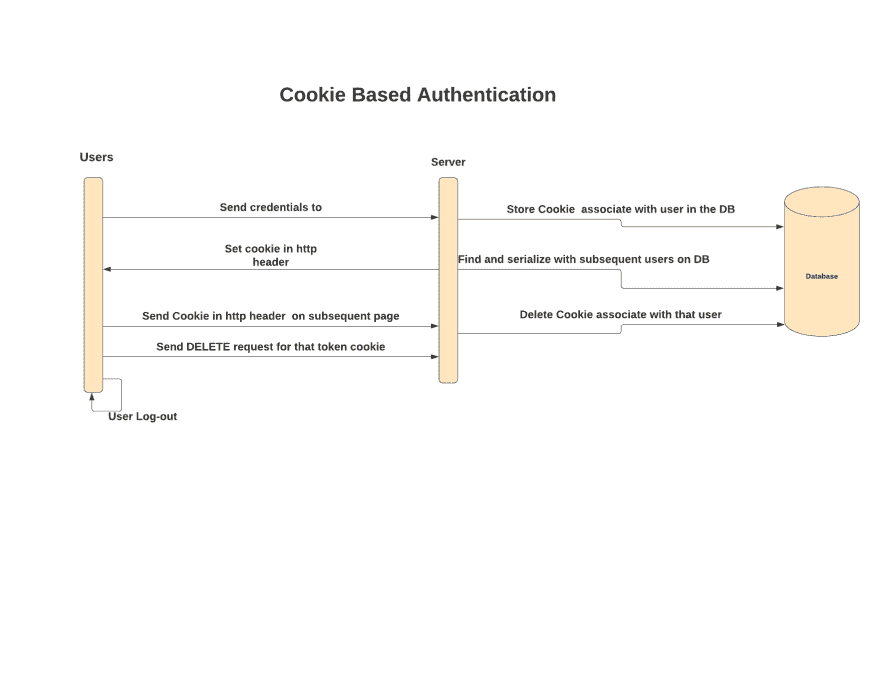 Cookie Based Authentication
Users
Server
Send credentials to
Store Cookie  associate with user in the DB
Set cookie in http
header
Find and serialize with subsequent users on DB
Database
Send Cookie in http header  on subsequent page
Delete Cookie associate with that user
Send DELETE request for that token cookie
User Log-out